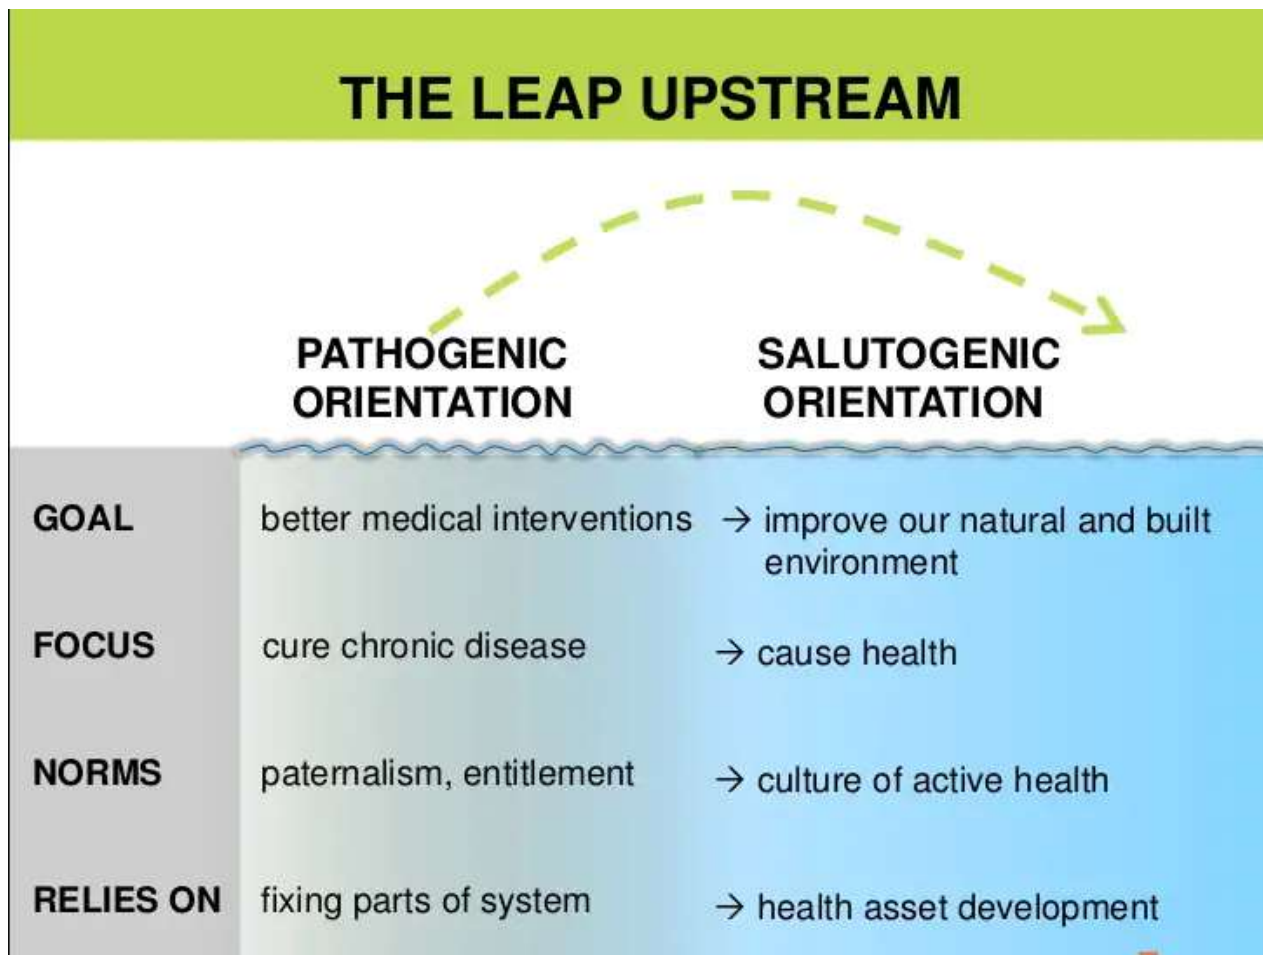 THE LEAP UPSTREAM
PATHOGENIC
ORIENTATION
SALUTOGENIC
ORIENTATION
GOAL better medical interventions → improve our natural and built
environment
FOCUS cure chronic disease → cause health
NORMS paternalism, entitlement → culture of active health
RELIES ON fixing parts of system → health asset development